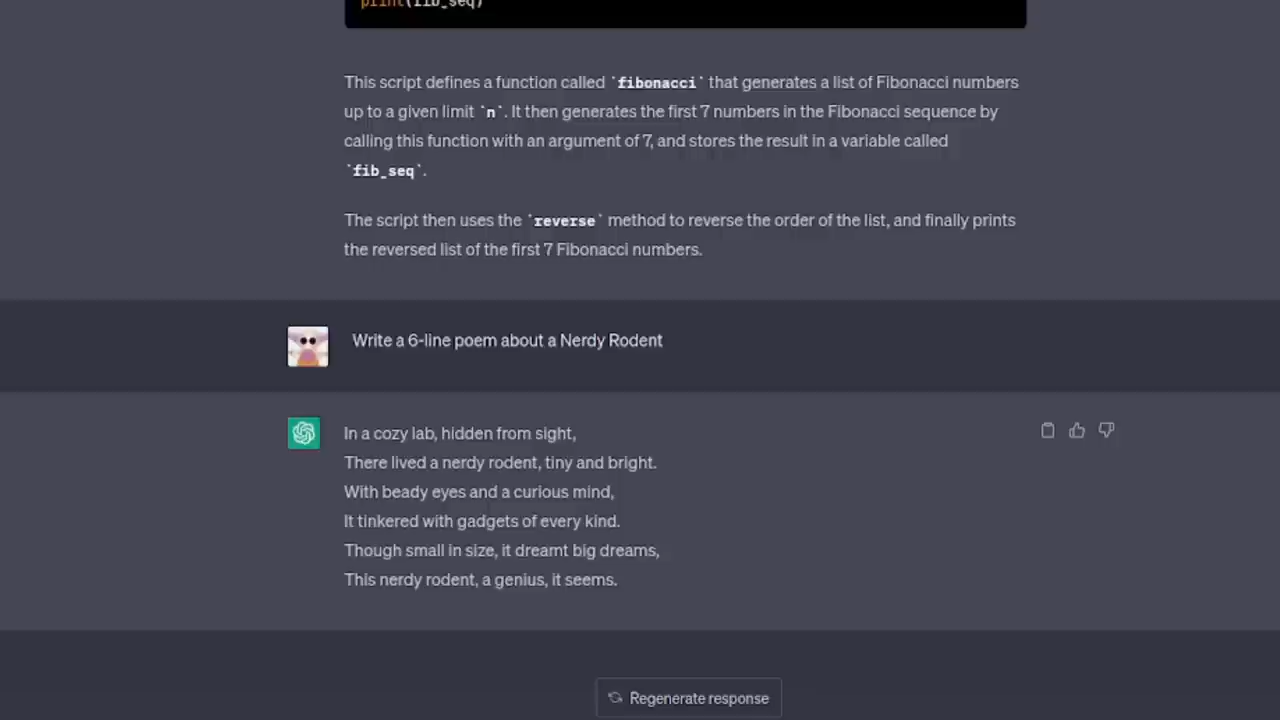 print(fib_seq)
This script defines a function called `fibonacci` that generates a list of Fibonacci numbers
up to a given limit `n`. It then generates the first 7 numbers in the Fibonacci sequence by
calling this function with an argument of 7, and stores the result in a variable called
`fib_seq`.
The script then uses the `reverse` method to reverse the order of the list, and finally prints
the reversed list of the first 7 Fibonacci numbers.
Write a 6-line poem about a Nerdy Rodent
In a cozy lab, hidden from sight,
There lived a nerdy rodent, tiny and bright.
With beady eyes and a curious mind,
It tinkered with gadgets of every kind.
Though small in size, it dreamt big dreams,
This nerdy rodent, a genius, it seems.
Regenerate response